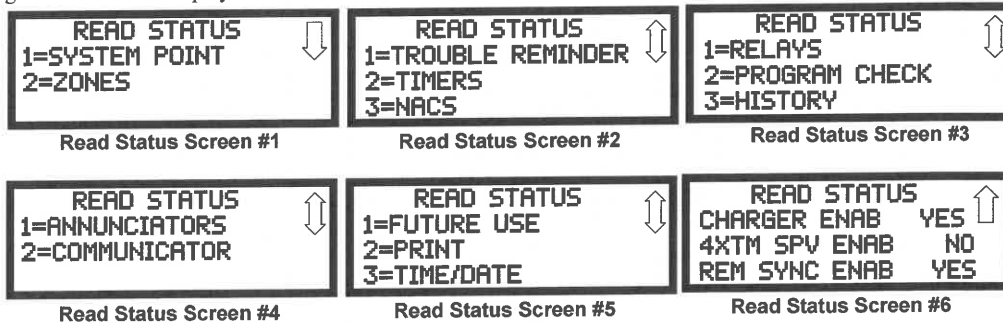 READ STATUS
1=SYSTEM POINT
2=ZONES
Read Status Screen #1
READ STATUS
1=TROUBLE REMINDER
2=TIMERS
3=NACS
Read Status Screen #2
READ STATUS
1=RELAYS
2=PROGRAM CHECK
3=HISTORY
Read Status Screen #3
READ STATUS
1=ANNUNCIATORS
2=COMMUNICATOR
Read Status Screen #4
READ STATUS
1=FUTURE USE
2=PRINT
3=TIME/DATE
Read Status Screen #5
READ STATUS
CHARGER ENAB YES
4XTM SPV ENAB NO
REM SYNC ENAB YES
Read Status Screen #6